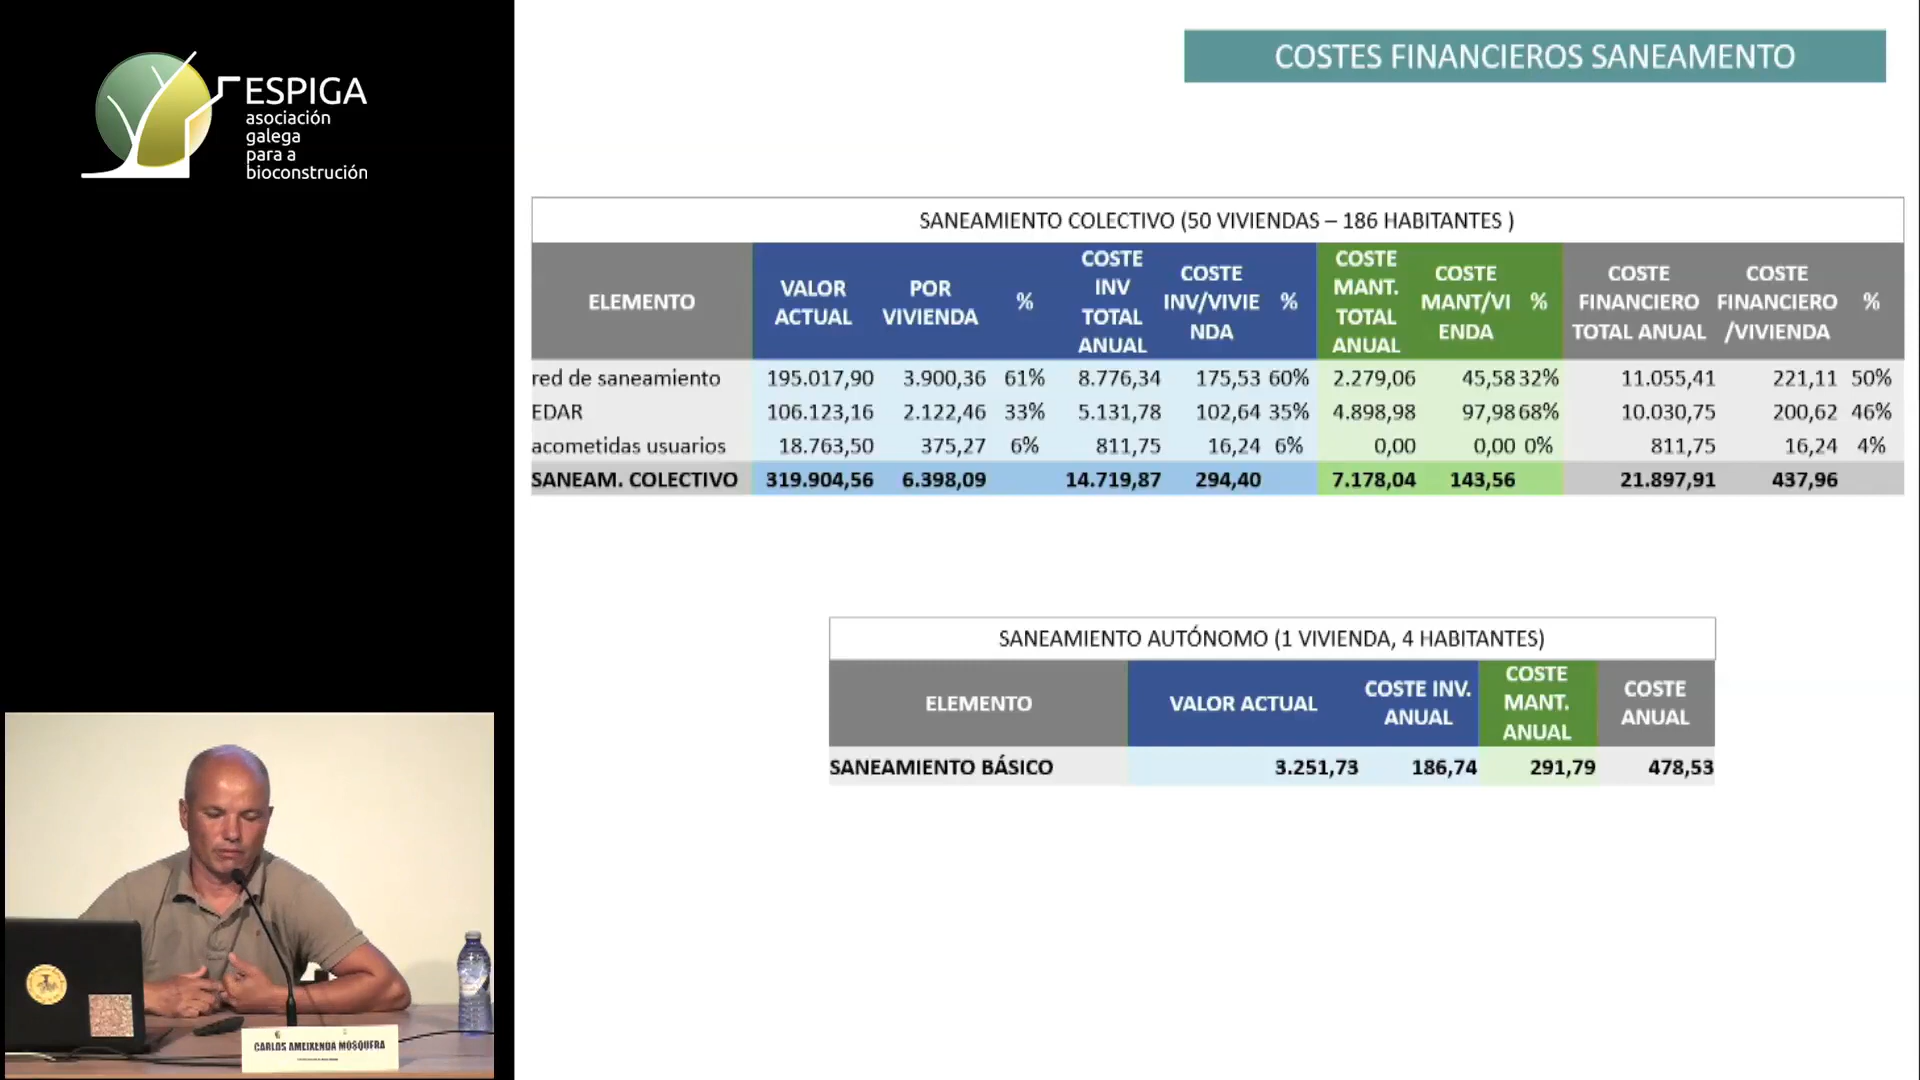 ESPIGA
asociación
galega
para a
bioconstrución
COSTES FINANCIEROS SANEAMENTO
SANEAMIENTO COLECTIVO (50 VIVIENDAS – 186 HABITANTES )
ELEMENTO VALOR ACTUAL POR VIVIENDA % COSTE INV TOTAL ANUAL COSTE INV/VIVIE NDA % COSTE MANT. TOTAL ANUAL COSTE MANT/VI ENDA % COSTE FINANCIERO TOTAL ANUAL COSTE FINANCIERO /VIVIENDA %
red de saneamiento 195.017,90 3.900,36 61% 8.776,34 175,53 60% 2.279,06 45,58 32% 11.055,41 221,11 50%
EDAR 106.123,16 2.122,46 33% 5.131,78 102,64 35% 4.898,98 97,98 68% 10.030,75 200,62 46%
acometidas usuarios 18.763,50 375,27 6% 811,75 16,24 6% 0,00 0,00 0% 811,75 16,24 4%
SANEAM. COLECTIVO 319.904,56 6.398,09 14.719,87 294,40 7.178,04 143,56 21.897,91 437,96
SANEAMIENTO AUTÓNOMO (1 VIVIENDA, 4 HABITANTES)
ELEMENTO VALOR ACTUAL COSTE INV. ANUAL COSTE MANT. ANUAL COSTE ANUAL
SANEAMIENTO BÁSICO 3.251,73 186,74 291,79 478,53
CARLOS AMEIXENDA MOSQUERA